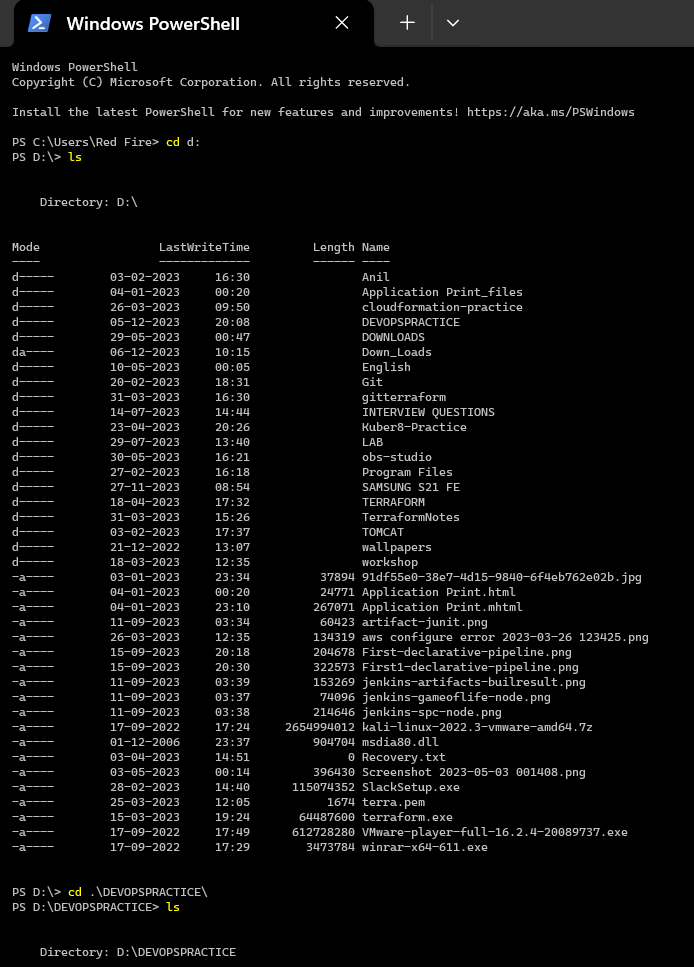 Windows PowerShell
Windows PowerShell
Copyright (C) Microsoft Corporation. All rights reserved.
Install the latest PowerShell for new features and improvements! https://aka.ms/PSWindows
PS C:\Users\Red Fire> cd d:
PS D:\> ls
Directory: D:\
Mode                 LastWriteTime         Length Name
----                 -------------         ------ ----
d-----        03-02-2023     16:30                Anil
d-----        04-01-2023     00:20                Application Print_files
d-----        26-03-2023     09:50                cloudformation-practice
d-----        05-12-2023     20:08                DEVOPSPRACTICE
d-----        29-05-2023     00:47                DOWNLOADS
da----        06-12-2023     10:15                Down_Loads
d-----        10-05-2023     00:05                English
d-----        20-02-2023     18:31                Git
d-----        31-03-2023     16:30                gitterraform
d-----        14-07-2023     14:44                INTERVIEW QUESTIONS
d-----        23-04-2023     20:26                Kuber8-Practice
d-----        29-07-2023     13:40                LAB
d-----        30-05-2023     16:21                obs-studio
d-----        27-02-2023     16:18                Program Files
d-----        27-11-2023     08:54                SAMSUNG S21 FE
d-----        18-04-2023     17:32                TERRAFORM
d-----        31-03-2023     15:26                TerraformNotes
d-----        03-02-2023     17:37                TOMCAT
d-----        21-12-2022     13:07                wallpapers
d-----        18-03-2023     12:35                workshop
-a----        03-01-2023     23:34          37894 91df55e0-38e7-4d15-9840-6f4eb762e02b.jpg
-a----        04-01-2023     00:20          24771 Application Print.html
-a----        04-01-2023     23:10         267071 Application Print.mhtml
-a----        11-09-2023     03:34          60423 artifact-junit.png
-a----        26-03-2023     12:35         134319 aws configure error 2023-03-26 123425.png
-a----        15-09-2023     20:18         204678 First-declarative-pipeline.png
-a----        15-09-2023     20:30         322573 First1-declarative-pipeline.png
-a----        11-09-2023     03:39         153269 jenkins-artifacts-builresult.png
-a----        11-09-2023     03:37          74096 jenkins-gameoflife-node.png
-a----        11-09-2023     03:38         214646 jenkins-spc-node.png
-a----        17-09-2022     17:24     2654994012 kali-linux-2022.3-vmware-amd64.7z
-a----        01-12-2006     23:37         904704 msdia80.dll
-a----        03-04-2023     14:51              0 Recovery.txt
-a----        03-05-2023     00:14         396430 Screenshot 2023-05-03 001408.png
-a----        28-02-2023     14:40      115074352 SlackSetup.exe
-a----        25-03-2023     12:05           1674 terra.pem
-a----        15-03-2023     19:24       64487600 terraform.exe
-a----        17-09-2022     17:49      612728280 VMware-player-full-16.2.4-20089737.exe
-a----        17-09-2022     17:29        3473784 winrar-x64-611.exe
PS D:\> cd .\DEVOPSPRACTICE\
PS D:\DEVOPSPRACTICE> ls
Directory: D:\DEVOPSPRACTICE